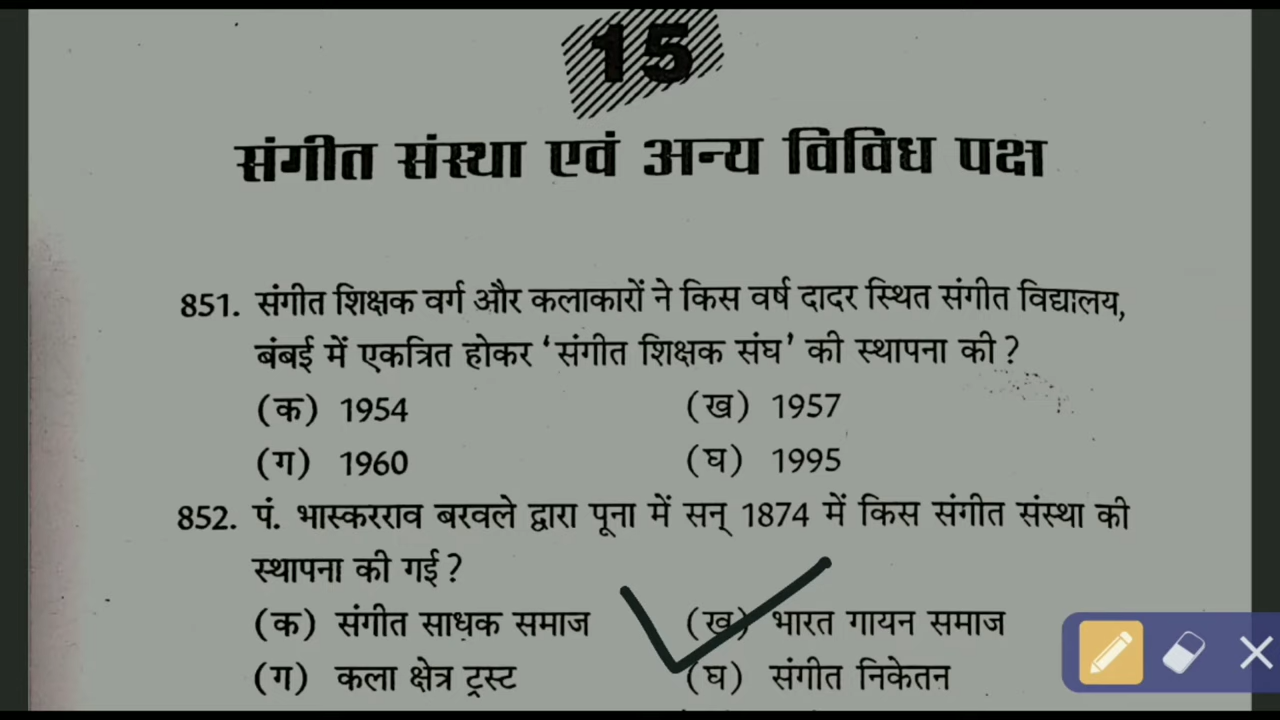 15
संगीत संस्था एवं अन्य विविध पक्ष
851. संगीत शिक्षक वर्ग और कलाकारों ने किस वर्ष दादर स्थित संगीत विद्यालय,
बंबई में एकत्रित होकर ‘संगीत शिक्षक संघ’ की स्थापना की ?
(क) 1954 (ख) 1957
(ग) 1960 (घ) 1995
852. पं. भास्करराव बरवले द्वारा पूना में सन् 1874 में किस संगीत संस्था की
स्थापना की गई ?
(क) संगीत साधक समाज (ख) भारत गायन समाज
(ग) कला क्षेत्र ट्रस्ट (घ) संगीत निकेतन